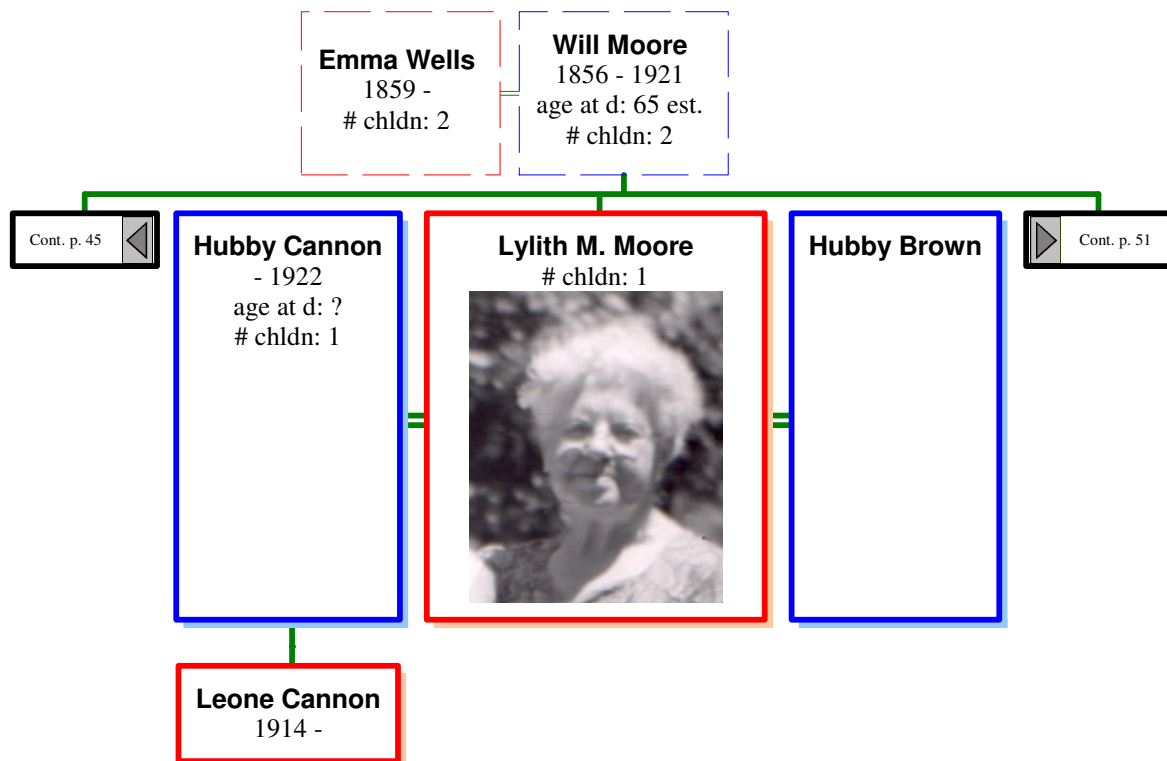 Emma Wells
1859 -
# chldn: 2
Will Moore
1856 - 1921
age at d: 65 est.
# chldn: 2
Cont. p. 45
Hubby Cannon
- 1922
age at d: ?
# chldn: 1
Lylith M. Moore
# chldn: 1
Hubby Brown
Cont. p. 51
Leone Cannon
1914 -